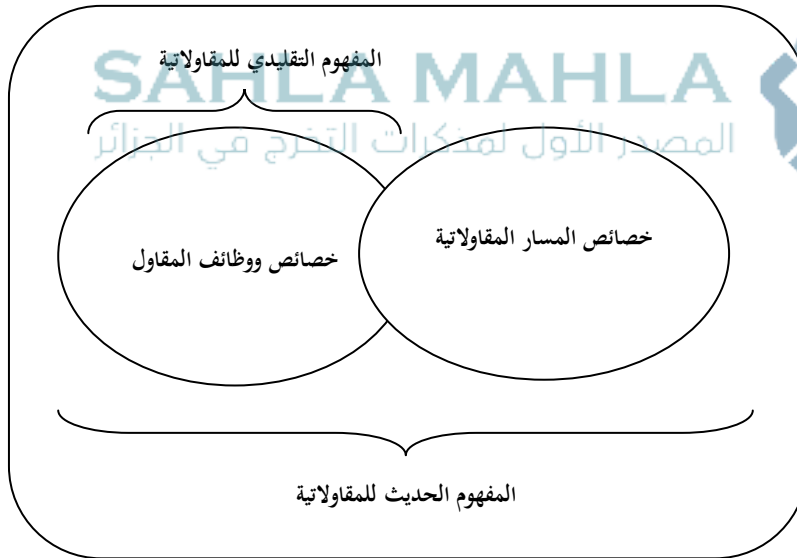 المفهوم التقليدي للمقاولاتية
SAHLA MAHLA
المصدر الأول لمذكرات التخرج في الجزائر
خصائص المسار المقاولاتية
خصائص ووظائف المقاول
المفهوم الحديث للمقاولاتية